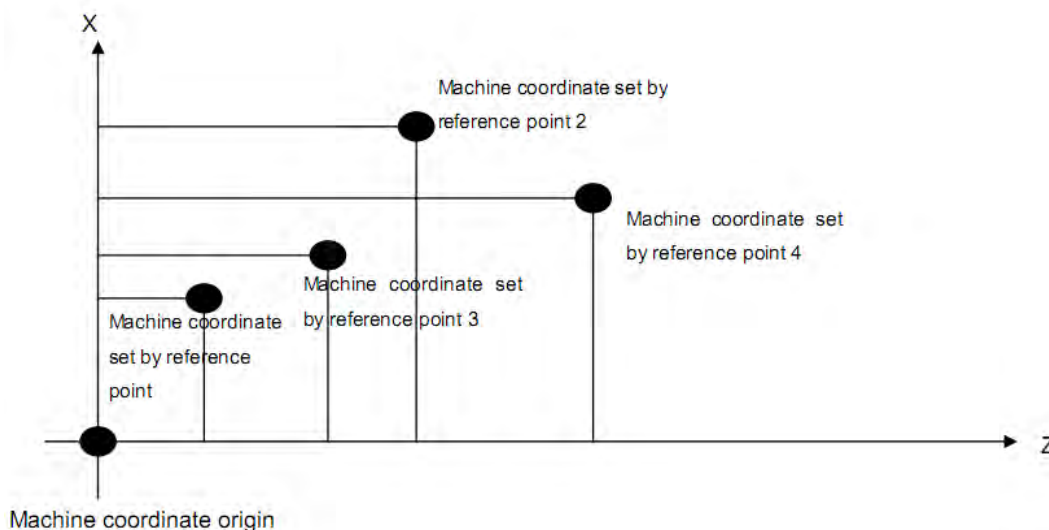 X
Machine coordinate set by
reference point 2
Machine coordinate set
by reference point 4
Machine coordinate set
by reference point 3
Machine coordinate
set by reference
point
Z
Machine coordinate origin